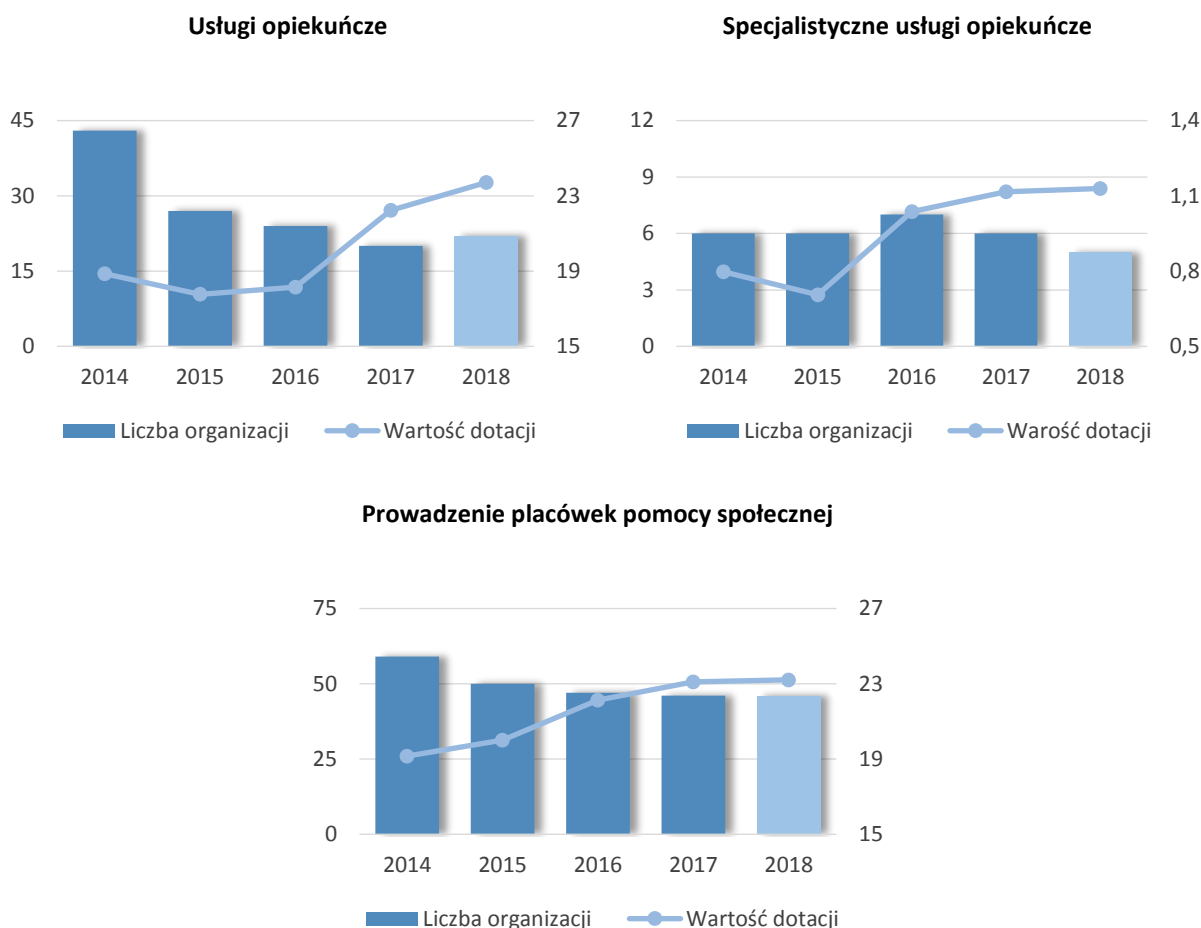 Usługi opiekuńcze
45
30
15
0
27
23
19
15
2014 2015 2016 2017 2018
Liczba organizacji Wartość dotacji
Specjalistyczne usługi opiekuńcze
12
9
6
3
0
1,4
1,1
0,8
0,5
2014 2015 2016 2017 2018
Liczba organizacji Warość dotacji
Prowadzenie placówek pomocy społecznej
75
50
25
0
27
23
19
15
2014 2015 2016 2017 2018
Liczba organizacji Wartość dotacji